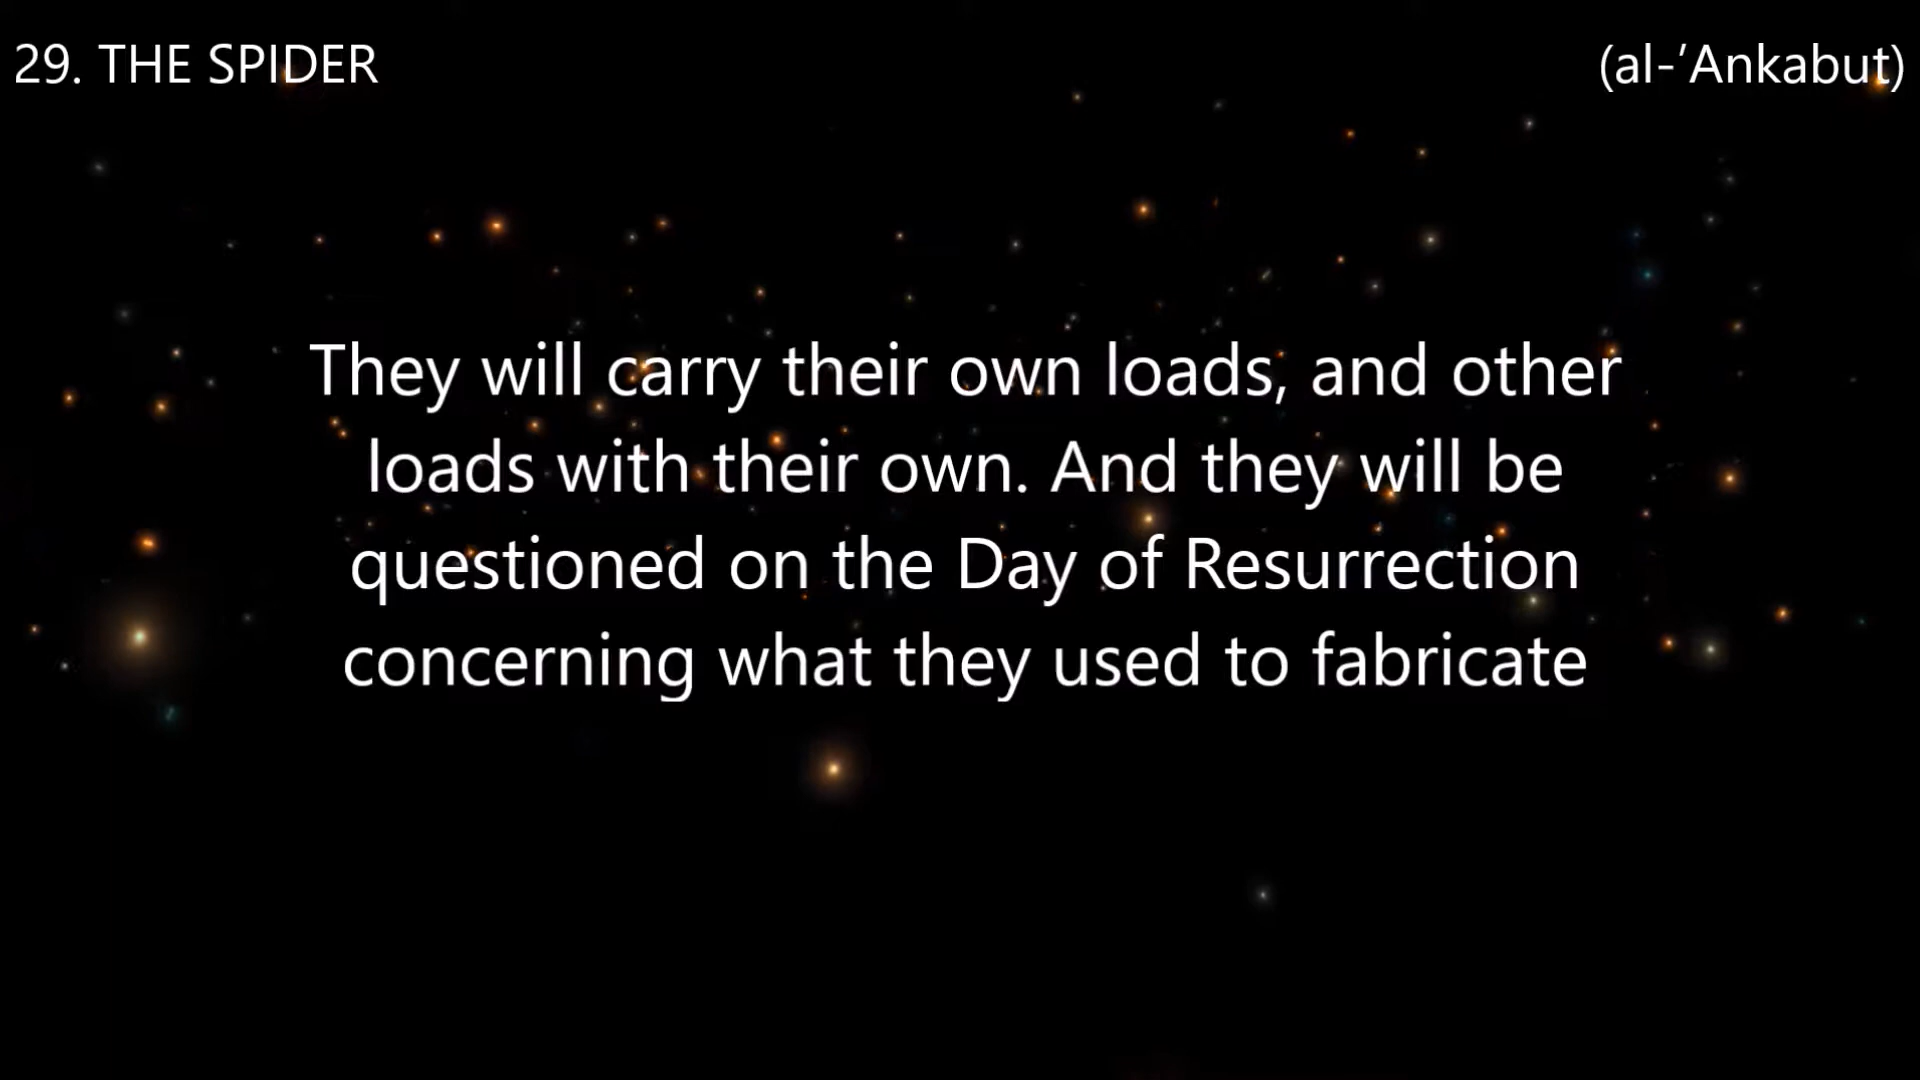 29. THE SPIDER
(al-’Ankabut)
They will carry their own loads, and other
loads with their own. And they will be
questioned on the Day of Resurrection
concerning what they used to fabricate